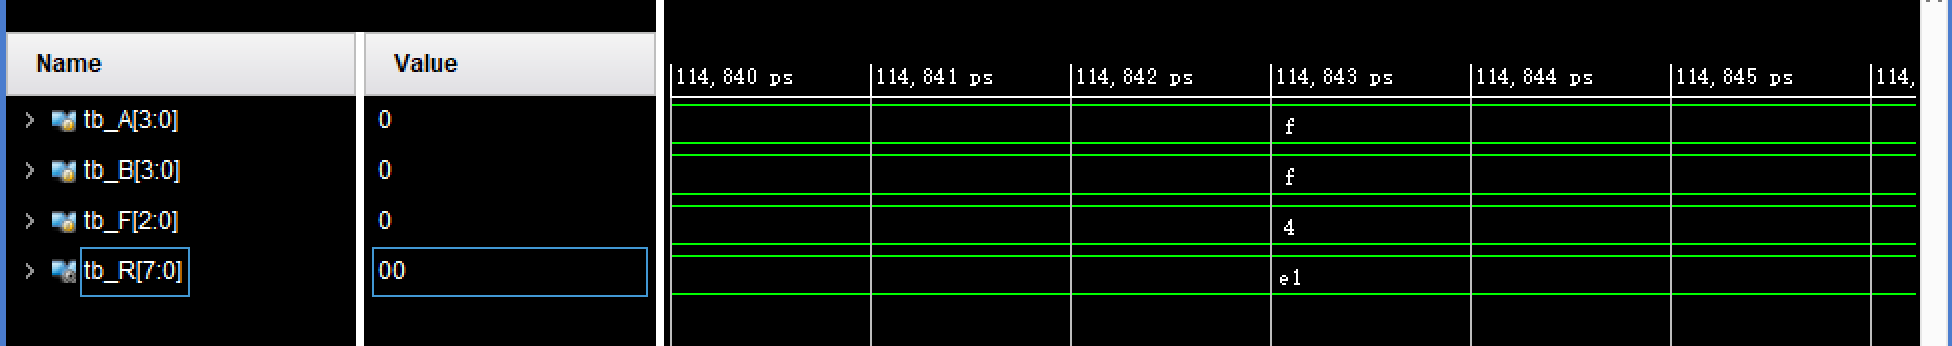 Name Value
114,840 ps 114,841 ps 114,842 ps 114,843 ps 114,844 ps 114,845 ps 114,
tb_A[3:0] 0 f
tb_B[3:0] 0 f
tb_F[2:0] 0 4
tb_R[7:0] 00 e1